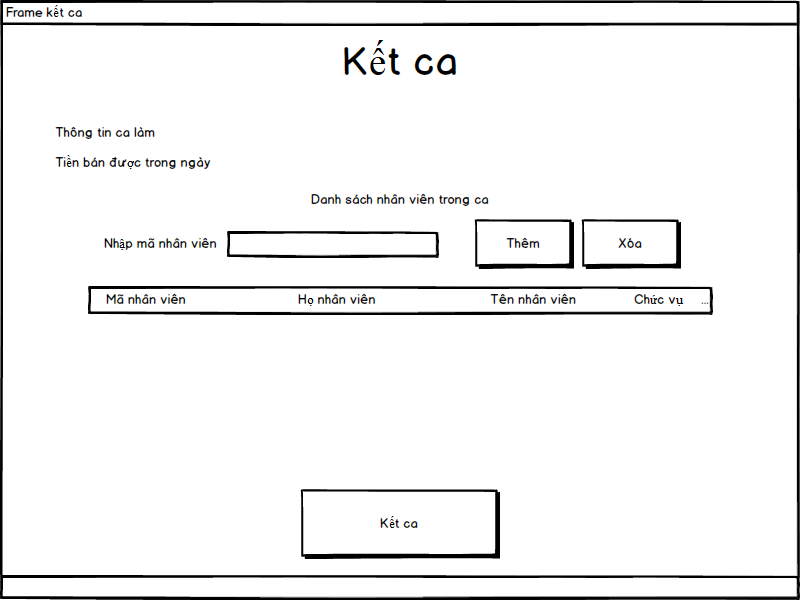 Frame kết ca
Kết ca
Thông tin ca làm
Tiền bán được trong ngày
Danh sách nhân viên trong ca
Nhập mã nhân viên Thêm Xóa
Mã nhân viên Họ nhân viên Tên nhân viên Chức vụ ...
Kết ca